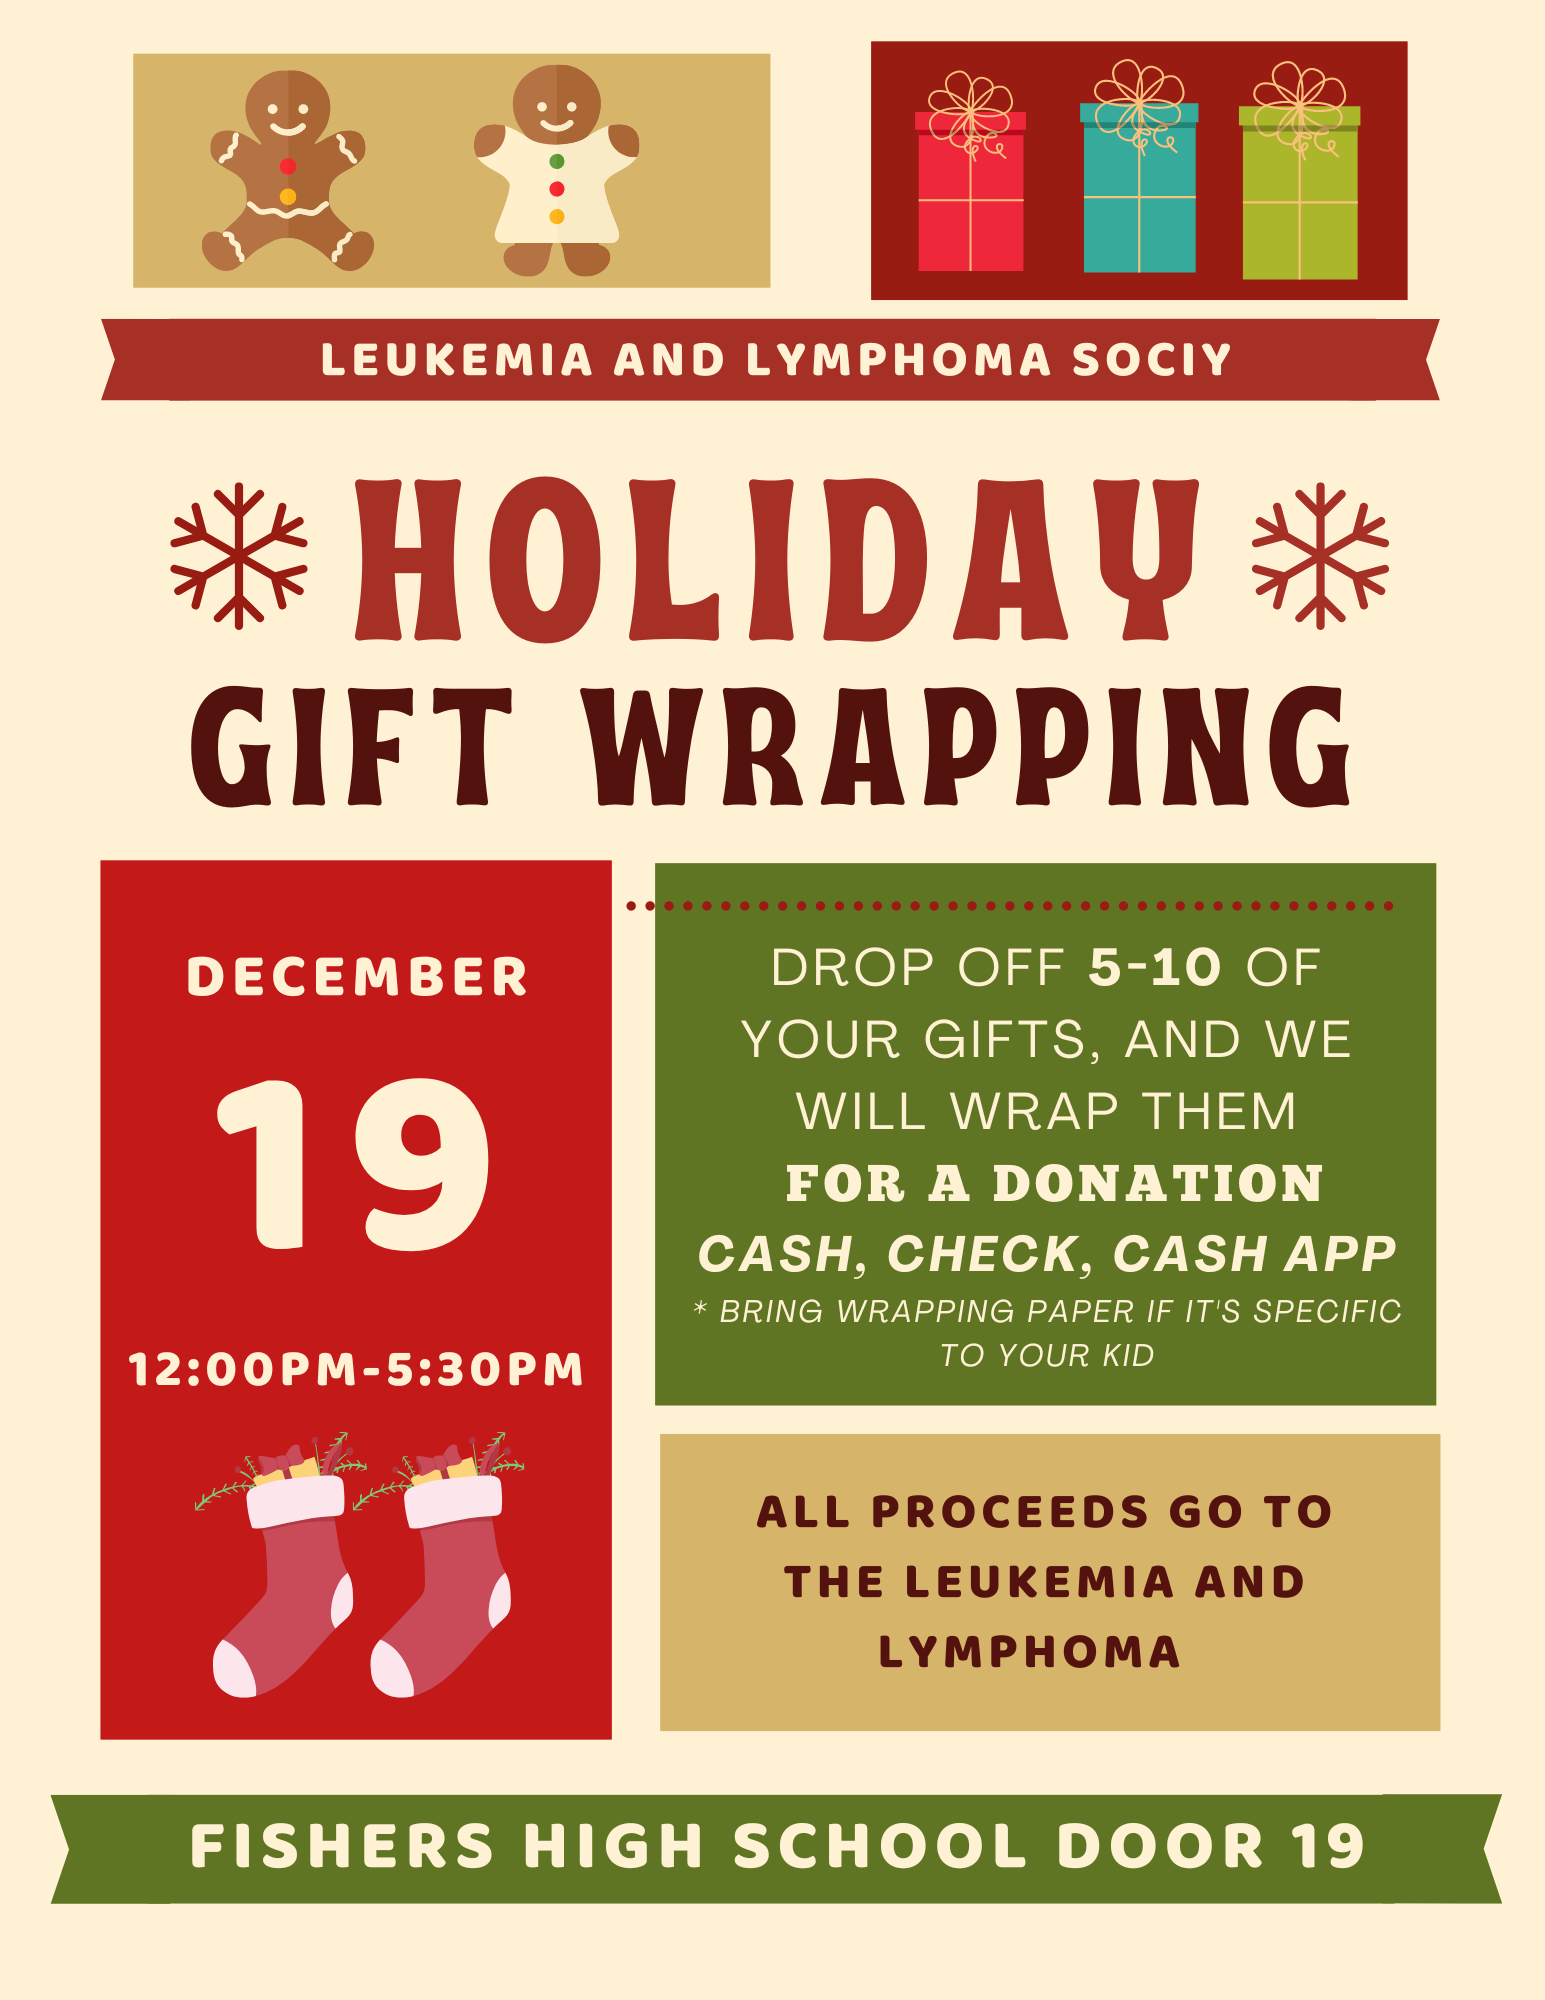 LEUKEMIA AND LYMPHOMA SOCIY
HOLIDAY
GIFT WRAPPING
DECEMBER
19
12:00PM-5:30PM
DROP OFF 5-10 OF
YOUR GIFTS, AND WE
WILL WRAP THEM
FOR A DONATION
CASH, CHECK, CASH APP
* BRING WRAPPING PAPER IF IT'S SPECIFIC
TO YOUR KID
ALL PROCEEDS GO TO
THE LEUKEMIA AND
LYMPHOMA
FISHERS HIGH SCHOOL DOOR 19